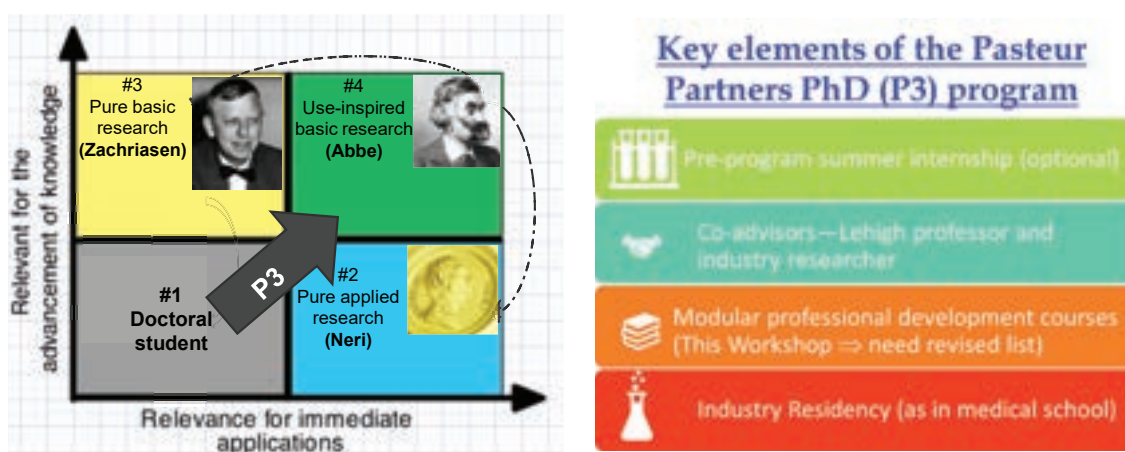 Relevant for the
advancement of knowledge
#3
Pure basic
research
(Zachriasen)
#4
Use-inspired
basic research
(Abbe)
#1
Doctoral
student
P3
#2
Pure applied
research
(Neri)
Relevance for immediate
applications
Key elements of the Pasteur
Partners PhD (P3) program
Pre-program summer internship (optional)
Co-advisors—Lehigh professor and
industry researcher
Modular professional development courses
(This Workshop ⇒ need revised list)
Industry Residency (as in medical school)